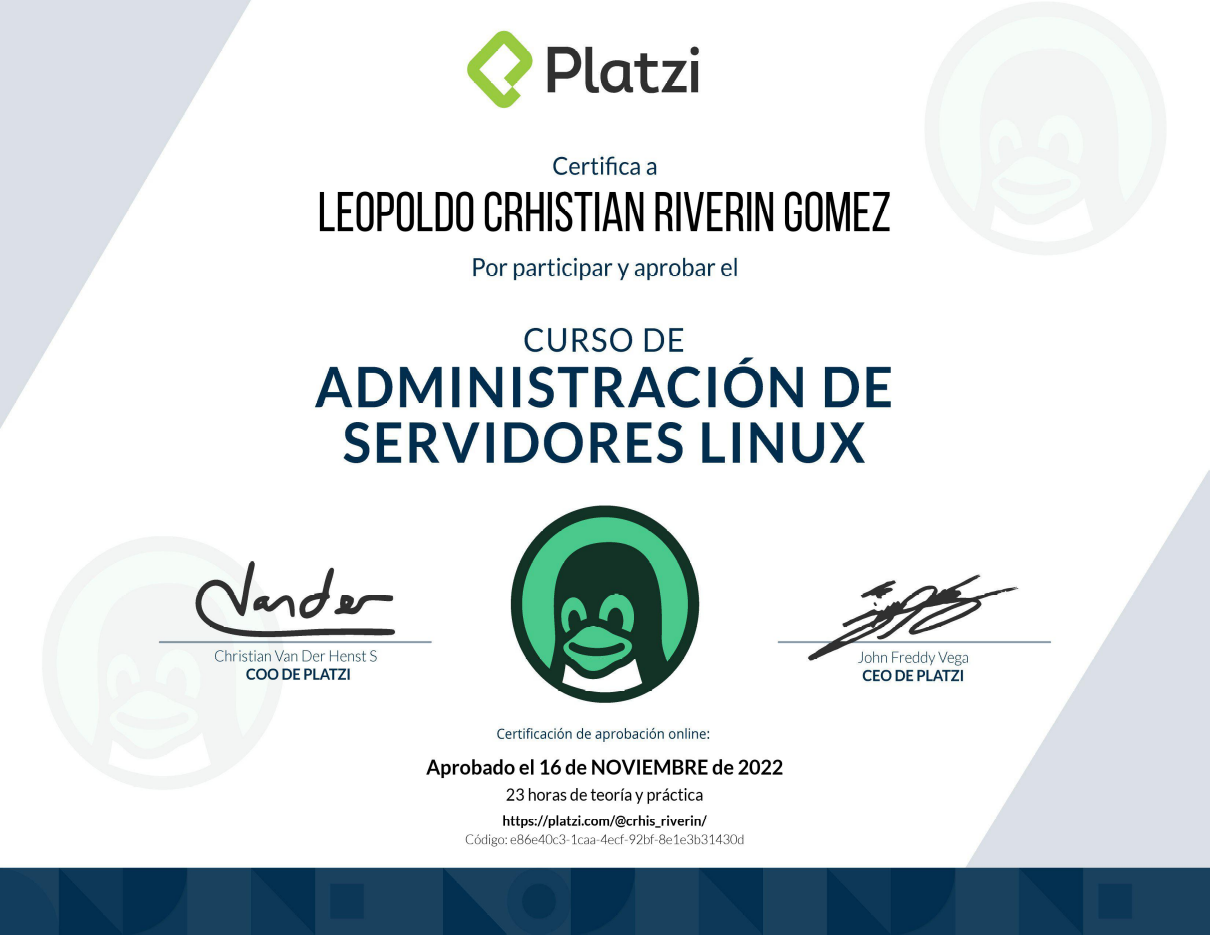 Platzi
Certifica a
LEOPOLDO CRHISTIAN RIVERIN GOMEZ
Por participar y aprobar el
CURSO DE
ADMINISTRACIÓN DE
SERVIDORES LINUX
Vander
Christian Van Der Henst S
COO DE PLATZI
John Freddy Vega
CEO DE PLATZI
Certificación de aprobación online:
Aprobado el 16 de NOVIEMBRE de 2022
23 horas de teoría y práctica
https://platzi.com/@crhis_riverin/
Código: e86e40c3-1caa-4ecf-92bf-8e1e3b31430d